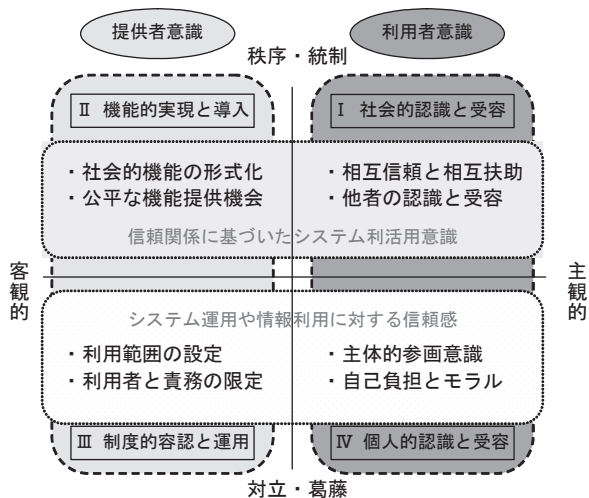 提供者意識
利用者意識
秩序・統制
Ⅱ 機能的実現と導入
Ⅰ 社会的認識と受容
・社会的機能の形式化
・公平な機能提供機会
・相互信頼と相互扶助
・他者の認識と受容
信頼関係に基づいたシステム利活用意識
客観的
主観的
システム運用や情報利用に対する信頼感
・利用範囲の設定
・利用者と責務の限定
・主体的参画意識
・自己負担とモラル
Ⅲ 制度的容認と運用
Ⅳ 個人的認識と受容
対立・葛藤